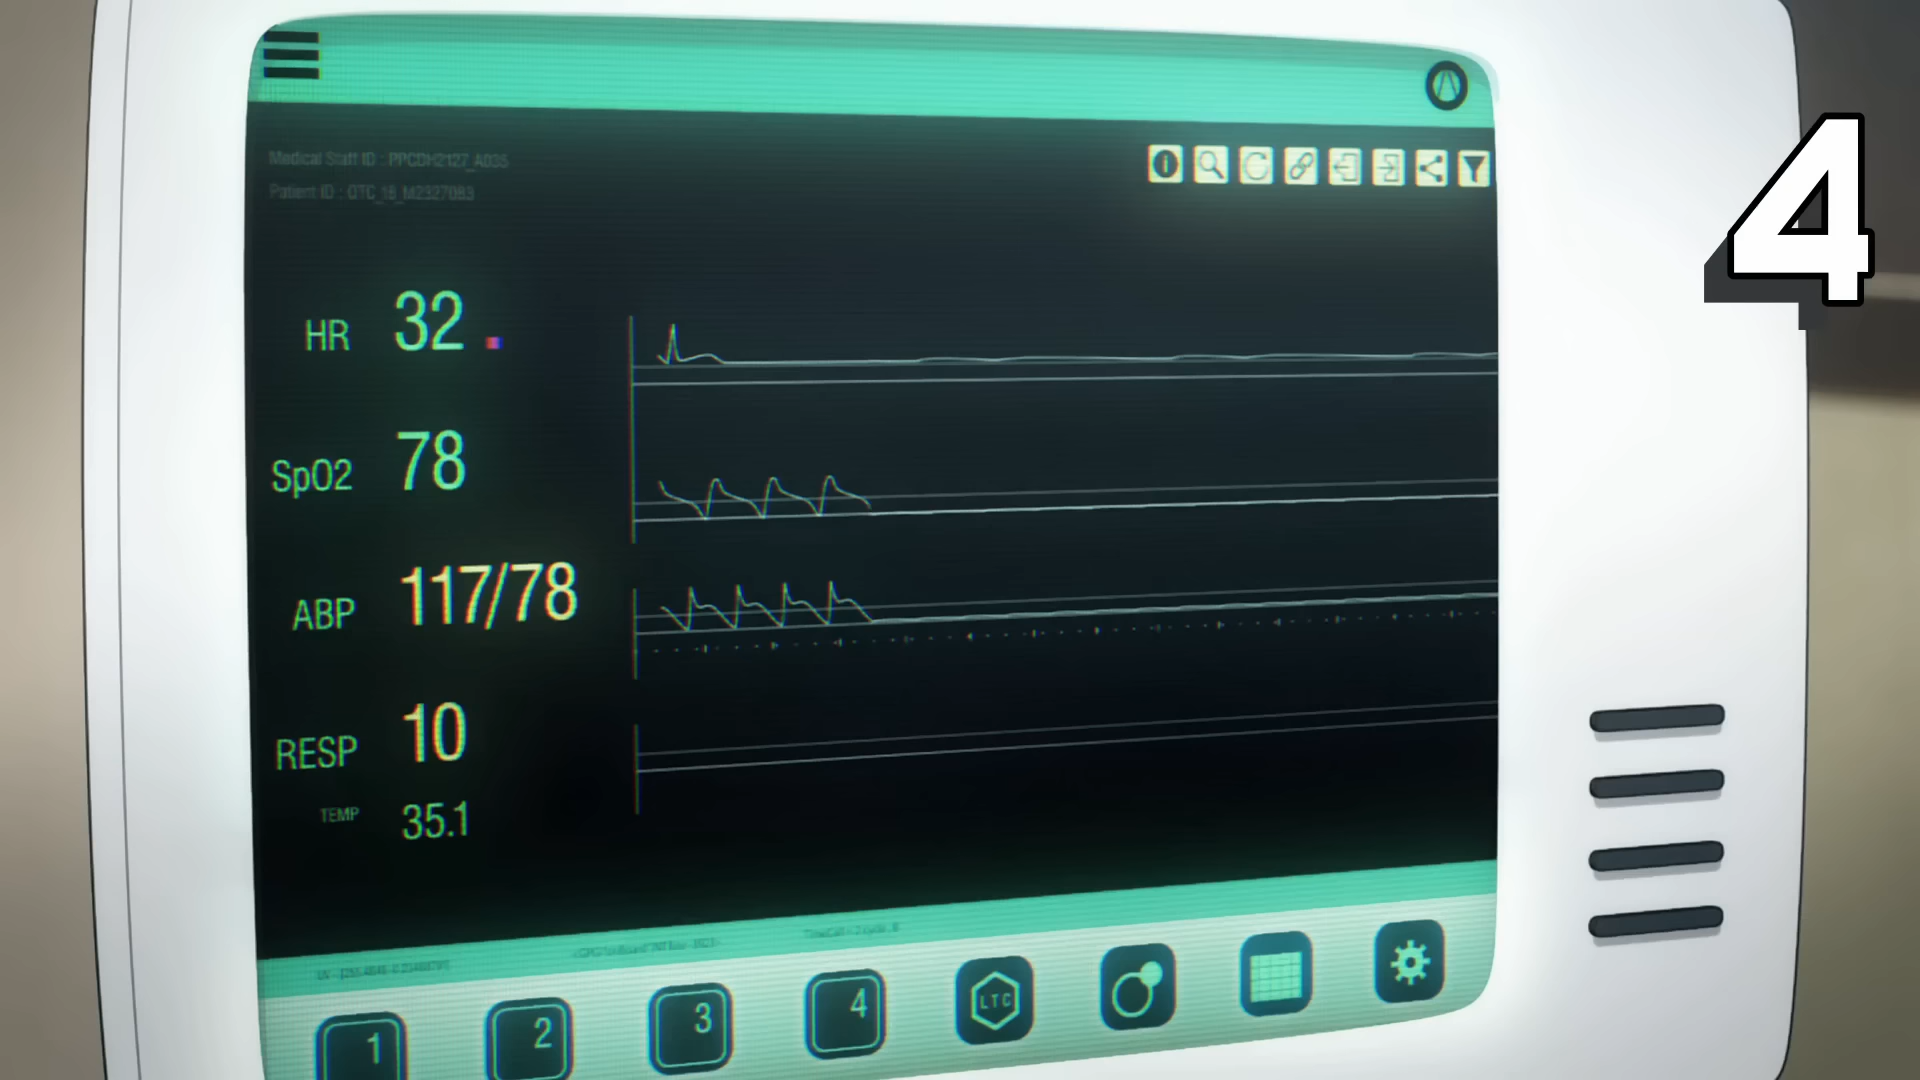 4
Medical Staff ID : PPCDH2127_A035
Patient ID : OTC_16_M2327083
HR 32
SpO2 78
ABP 117/78
RESP 10
TEMP 35.1
1 2 3 4 LTC